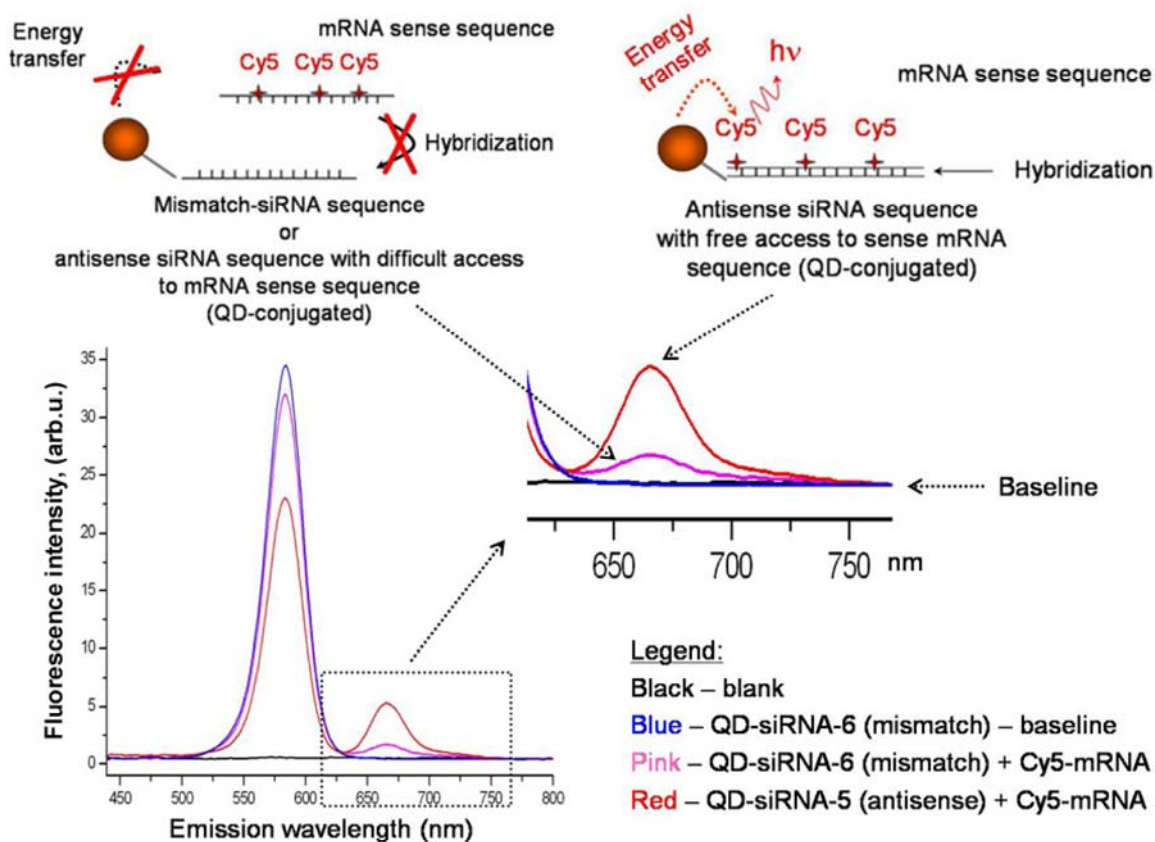 Energy
transfer
mRNA sense sequence
Cy5 Cy5 Cy5
Hybridization
Mismatch-siRNA sequence
or
antisense siRNA sequence with difficult access
to mRNA sense sequence
(QD-conjugated)
Energy
transfer
hν
mRNA sense sequence
Cy5 Cy5 Cy5
Hybridization
Antisense siRNA sequence
with free access to sense mRNA
sequence (QD-conjugated)
Fluorescence intensity, (arb.u.)
35
30
25
20
15
10
5
0
450 500 550 600 650 700 750 800
Emission wavelength (nm)
Baseline
650 700 750 nm
Legend:
Black – blank
Blue – QD-siRNA-6 (mismatch) – baseline
Pink – QD-siRNA-6 (mismatch) + Cy5-mRNA
Red – QD-siRNA-5 (antisense) + Cy5-mRNA